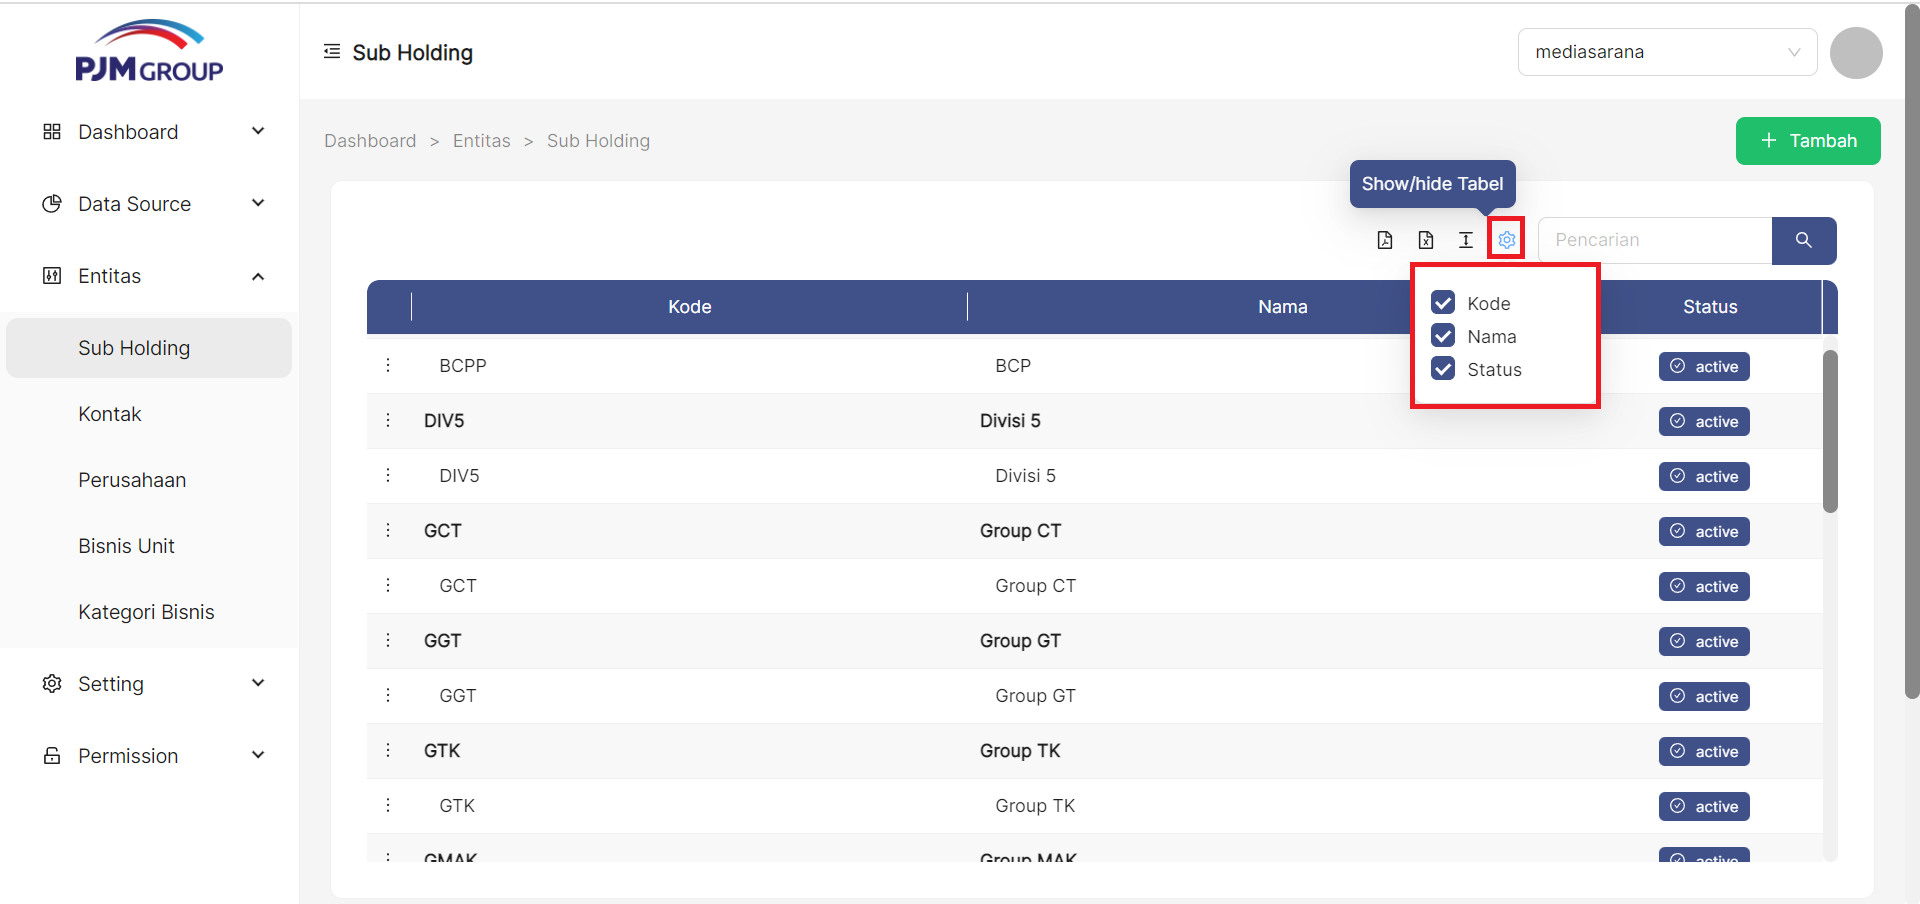 PJM GROUP
Sub Holding
mediasarana
Dashboard
Data Source
Entitas
Sub Holding
Kontak
Perusahaan
Bisnis Unit
Kategori Bisnis
Setting
Permission
Dashboard > Entitas > Sub Holding
+ Tambah
Show/hide Tabel
Pencarian
Kode Nama Status
Kode
Nama
Status
BCPP BCP active
DIV5 Divisi 5 active
DIV5 Divisi 5 active
GCT Group CT active
GCT Group CT active
GGT Group GT active
GGT Group GT active
GTK Group TK active
GTK Group TK active
GMAK Group MAK active